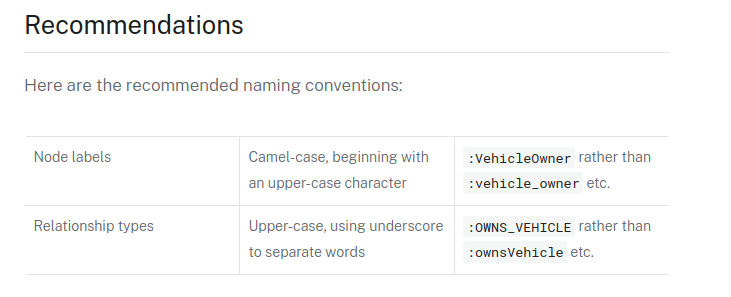 Recommendations
Here are the recommended naming conventions:
Node labels
Camel-case, beginning with
an upper-case character
:VehicleOwner rather than
:vehicle_owner etc.
Relationship types
Upper-case, using underscore
to separate words
:OWNS_VEHICLE rather than
:ownsVehicle etc.